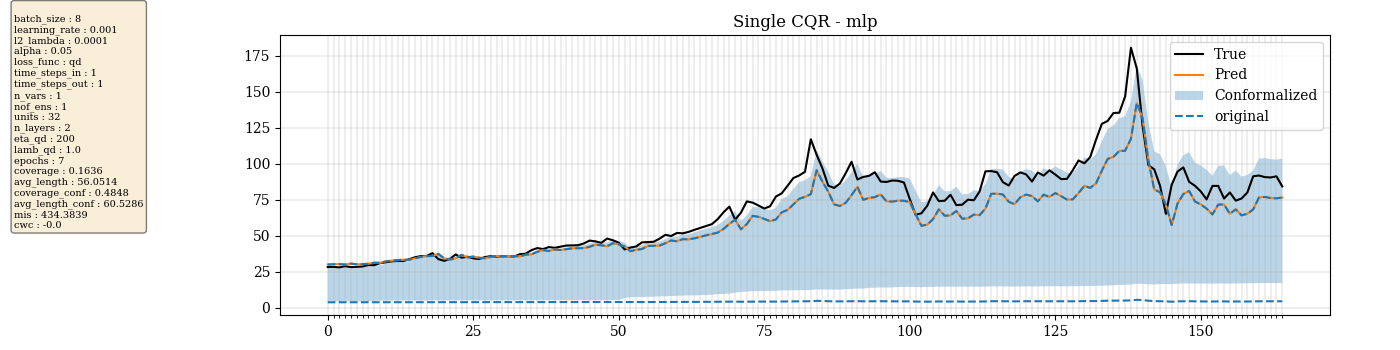 batch_size : 8
learning_rate : 0.001
l2_lambda : 0.0001
alpha : 0.05
loss_func : qd
time_steps_in : 1
time_steps_out : 1
n_vars : 1
nof_ens : 1
units : 32
n_layers : 2
eta_qd : 200
lamb_qd : 1.0
epochs : 7
coverage : 0.1636
avg_length : 56.0514
coverage_conf : 0.4848
avg_length_conf : 60.5286
mis : 434.3839
cwc : -0.0
Single CQR - mlp
175
150
125
100
75
50
25
0
True
Pred
Conformalized
original
0 25 50 75 100 125 150